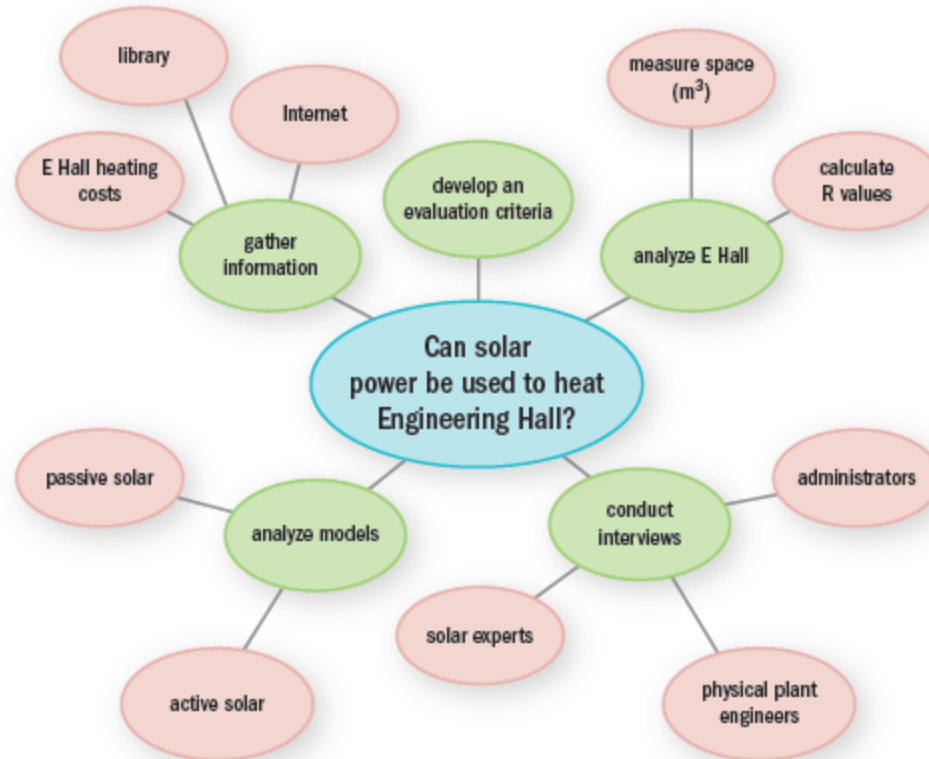 library
Internet
E Hall heating
costs
gather
information
develop an
evaluation criteria
measure space
(m³)
calculate
R values
analyze E Hall
Can solar
power be used to heat
Engineering Hall?
passive solar
analyze models
active solar
conduct
interviews
administrators
solar experts
physical plant
engineers